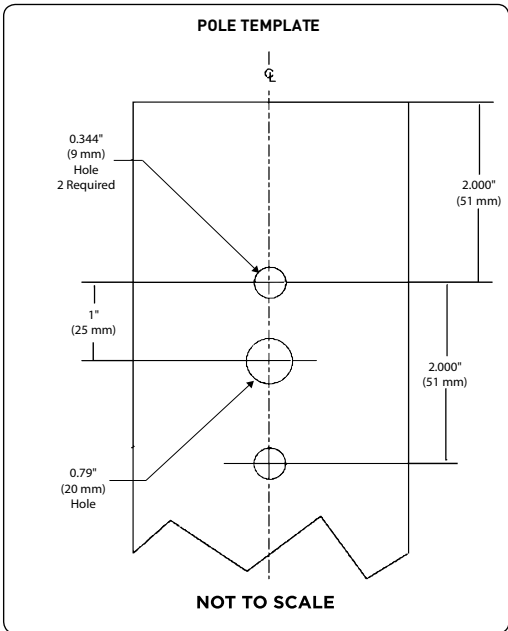 POLE TEMPLATE
℄
0.344"
(9 mm)
Hole
2 Required
2.000"
(51 mm)
1"
(25 mm)
2.000"
(51 mm)
0.79"
(20 mm)
Hole
NOT TO SCALE